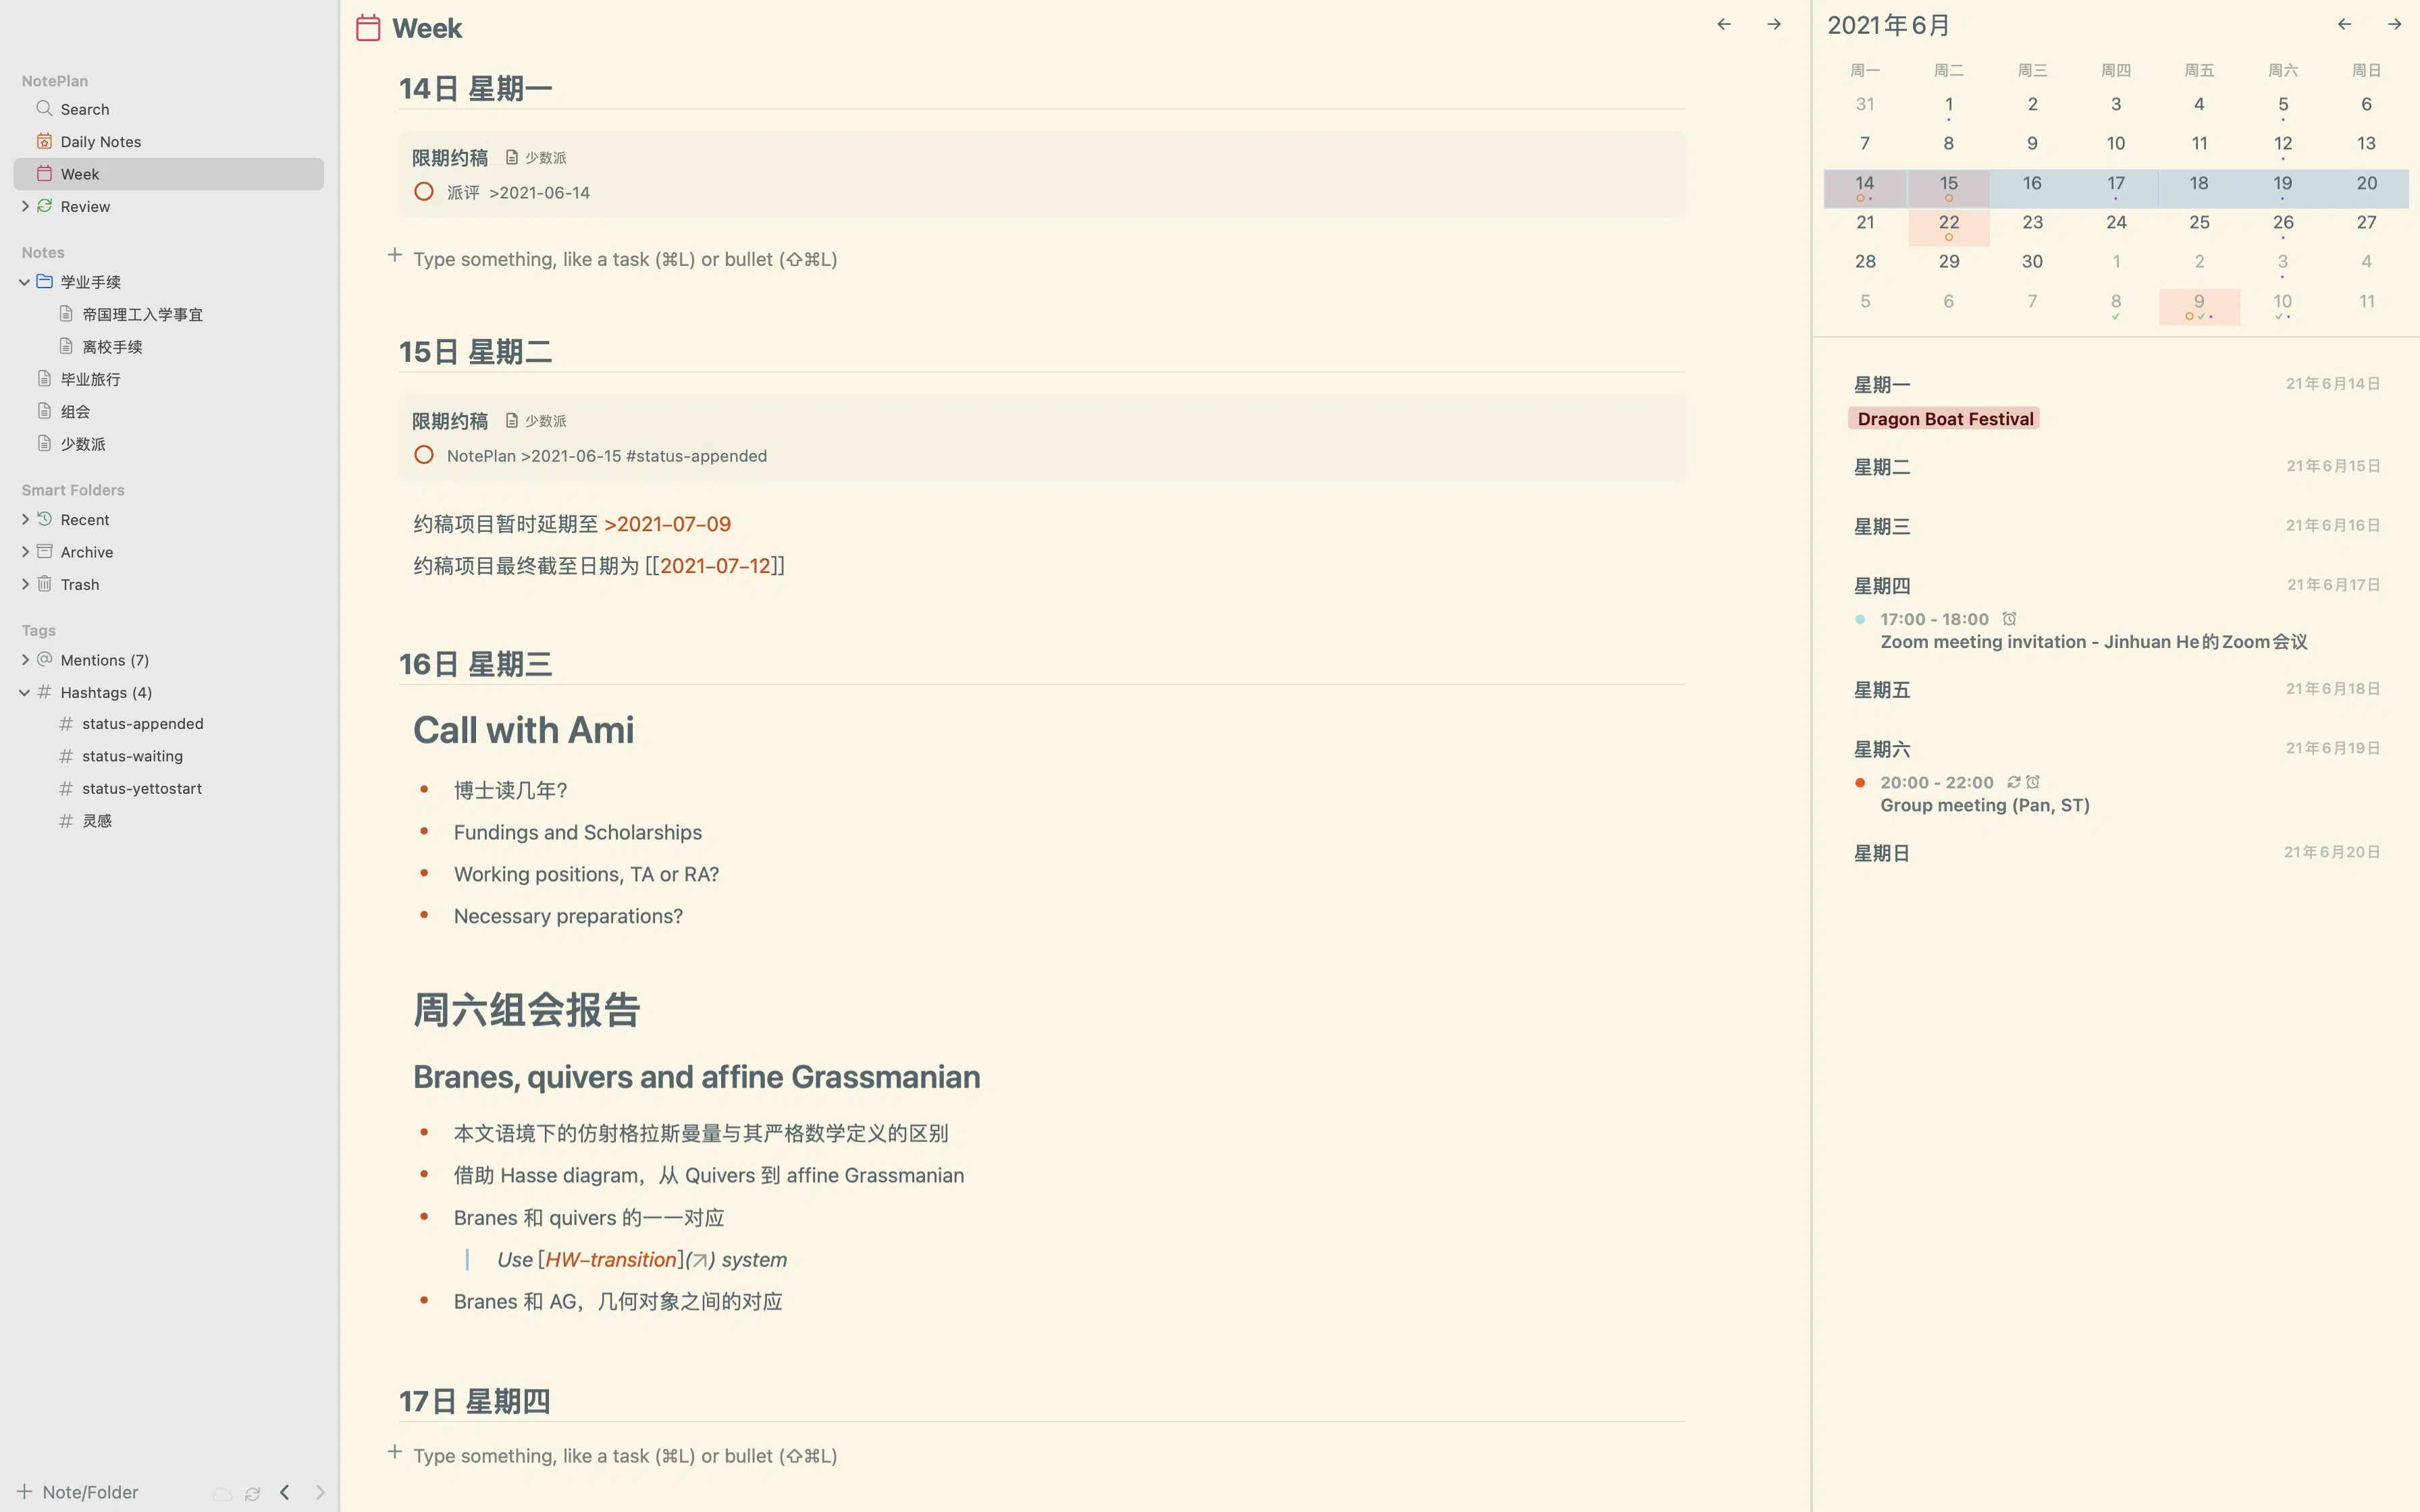 NotePlan
Search
Daily Notes
Week
Review
Notes
学业手续
帝国理工入学事宜
离校手续
毕业旅行
组会
少数派
Smart Folders
Recent
Archive
Trash
Tags
@ Mentions (7)
# Hashtags (4)
# status-appended
# status-waiting
# status-yettostart
# 灵感
+ Note/Folder
Week
← →
14日 星期一
限期约稿 少数派
派评 >2021-06-14
+ Type something, like a task (⌘L) or bullet (⇧⌘L)
15日 星期二
限期约稿 少数派
NotePlan >2021-06-15 #status-appended
约稿项目暂时延期至 >2021-07-09
约稿项目最终截至日期为 [[2021-07-12]]
16日 星期三
Call with Ami
• 博士读几年?
• Fundings and Scholarships
• Working positions, TA or RA?
• Necessary preparations?
周六组会报告
Branes, quivers and affine Grassmanian
• 本文语境下的仿射格拉斯曼量与其严格数学定义的区别
• 借助 Hasse diagram，从 Quivers 到 affine Grassmanian
• Branes 和 quivers 的一一对应
Use [HW-transition](↗) system
• Branes 和 AG，几何对象之间的对应
17日 星期四
+ Type something, like a task (⌘L) or bullet (⇧⌘L)
2021年6月
← →
周一 周二 周三 周四 周五 周六 周日
31 1 2 3 4 5 6
7 8 9 10 11 12 13
14 15 16 17 18 19 20
21 22 23 24 25 26 27
28 29 30 1 2 3 4
5 6 7 8 9 10 11
星期一 21年6月14日
Dragon Boat Festival
星期二 21年6月15日
星期三 21年6月16日
星期四 21年6月17日
17:00 - 18:00
Zoom meeting invitation - Jinhuan He的Zoom会议
星期五 21年6月18日
星期六 21年6月19日
20:00 - 22:00
Group meeting (Pan, ST)
星期日 21年6月20日